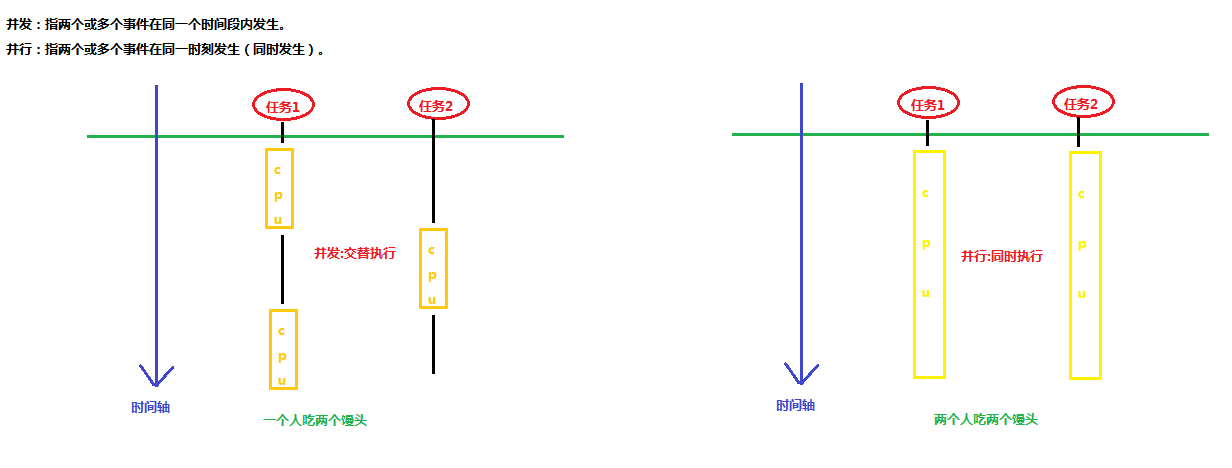 并发：指两个或多个事件在同一个时间段内发生。
并行：指两个或多个事件在同一时刻发生（同时发生）。
任务1
任务2
c
p
u
c
p
u
c
p
u
并发:交替执行
时间轴
一个人吃两个馒头
任务1
任务2
c
p
u
c
p
u
并行:同时执行
时间轴
两个人吃两个馒头